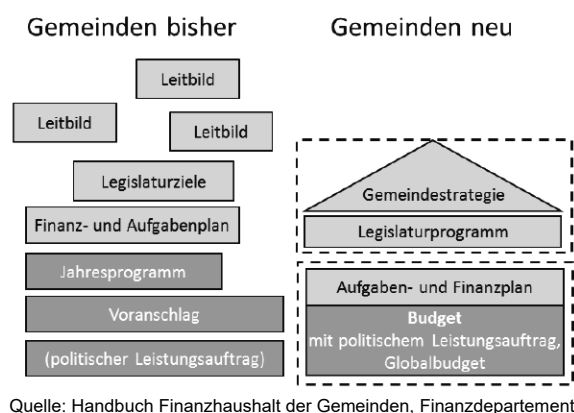 Gemeinden bisher
Leitbild
Leitbild
Leitbild
Legislaturziele
Finanz- und Aufgabenplan
Jahresprogramm
Voranschlag
(politischer Leistungsauftrag)
Gemeinden neu
Gemeindestrategie
Legislaturprogramm
Aufgaben- und Finanzplan
Budget
mit politischem Leistungsauftrag,
Globalbudget
Quelle: Handbuch Finanzhaushalt der Gemeinden, Finanzdepartement